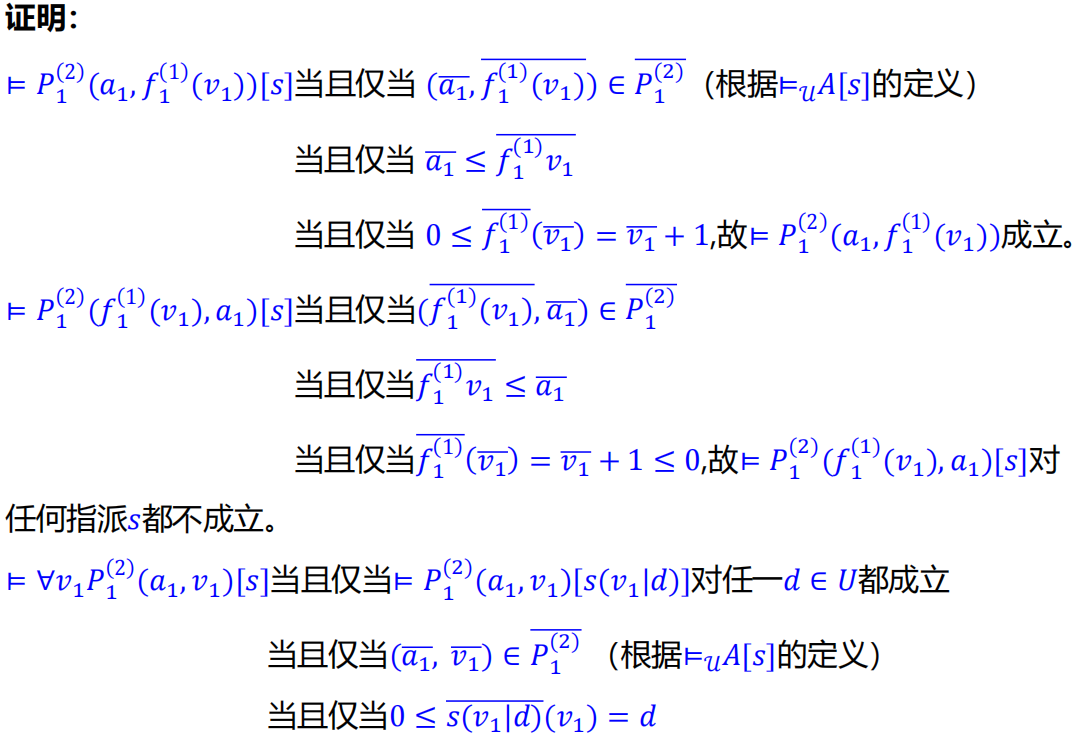 证明：
⊨ $P_1^{(2)}(a_1, f_1^{(1)}(v_1))[s]$当且仅当 $(\overline{a_1}, \overline{f_1^{(1)}(v_1)}) \in \overline{P_1^{(2)}}$（根据$⊨_{\mathcal{U}} A[s]$的定义）
当且仅当 $\overline{a_1} \leq \overline{f_1^{(1)} v_1}$
当且仅当 $0 \leq \overline{f_1^{(1)}}(\overline{v_1}) = \overline{v_1} + 1$,故⊨ $P_1^{(2)}(a_1, f_1^{(1)}(v_1))$成立。
⊨ $P_1^{(2)}(f_1^{(1)}(v_1), a_1)[s]$当且仅当$(\overline{f_1^{(1)}(v_1)}, \overline{a_1}) \in \overline{P_1^{(2)}}$
当且仅当$\overline{f_1^{(1)} v_1} \leq \overline{a_1}$
当且仅当$\overline{f_1^{(1)}}(\overline{v_1}) = \overline{v_1} + 1 \leq 0$,故⊨ $P_1^{(2)}(f_1^{(1)}(v_1), a_1)[s]$对
任何指派$s$都不成立。
⊨ $\forall v_1 P_1^{(2)}(a_1, v_1)[s]$当且仅当⊨ $P_1^{(2)}(a_1, v_1)[s(v_1|d)]$对任一$d \in U$都成立
当且仅当$(\overline{a_1}, \overline{v_1}) \in \overline{P_1^{(2)}}$（根据$⊨_{\mathcal{U}} A[s]$的定义）
当且仅当$0 \leq \overline{s(v_1|d)}(v_1) = d$